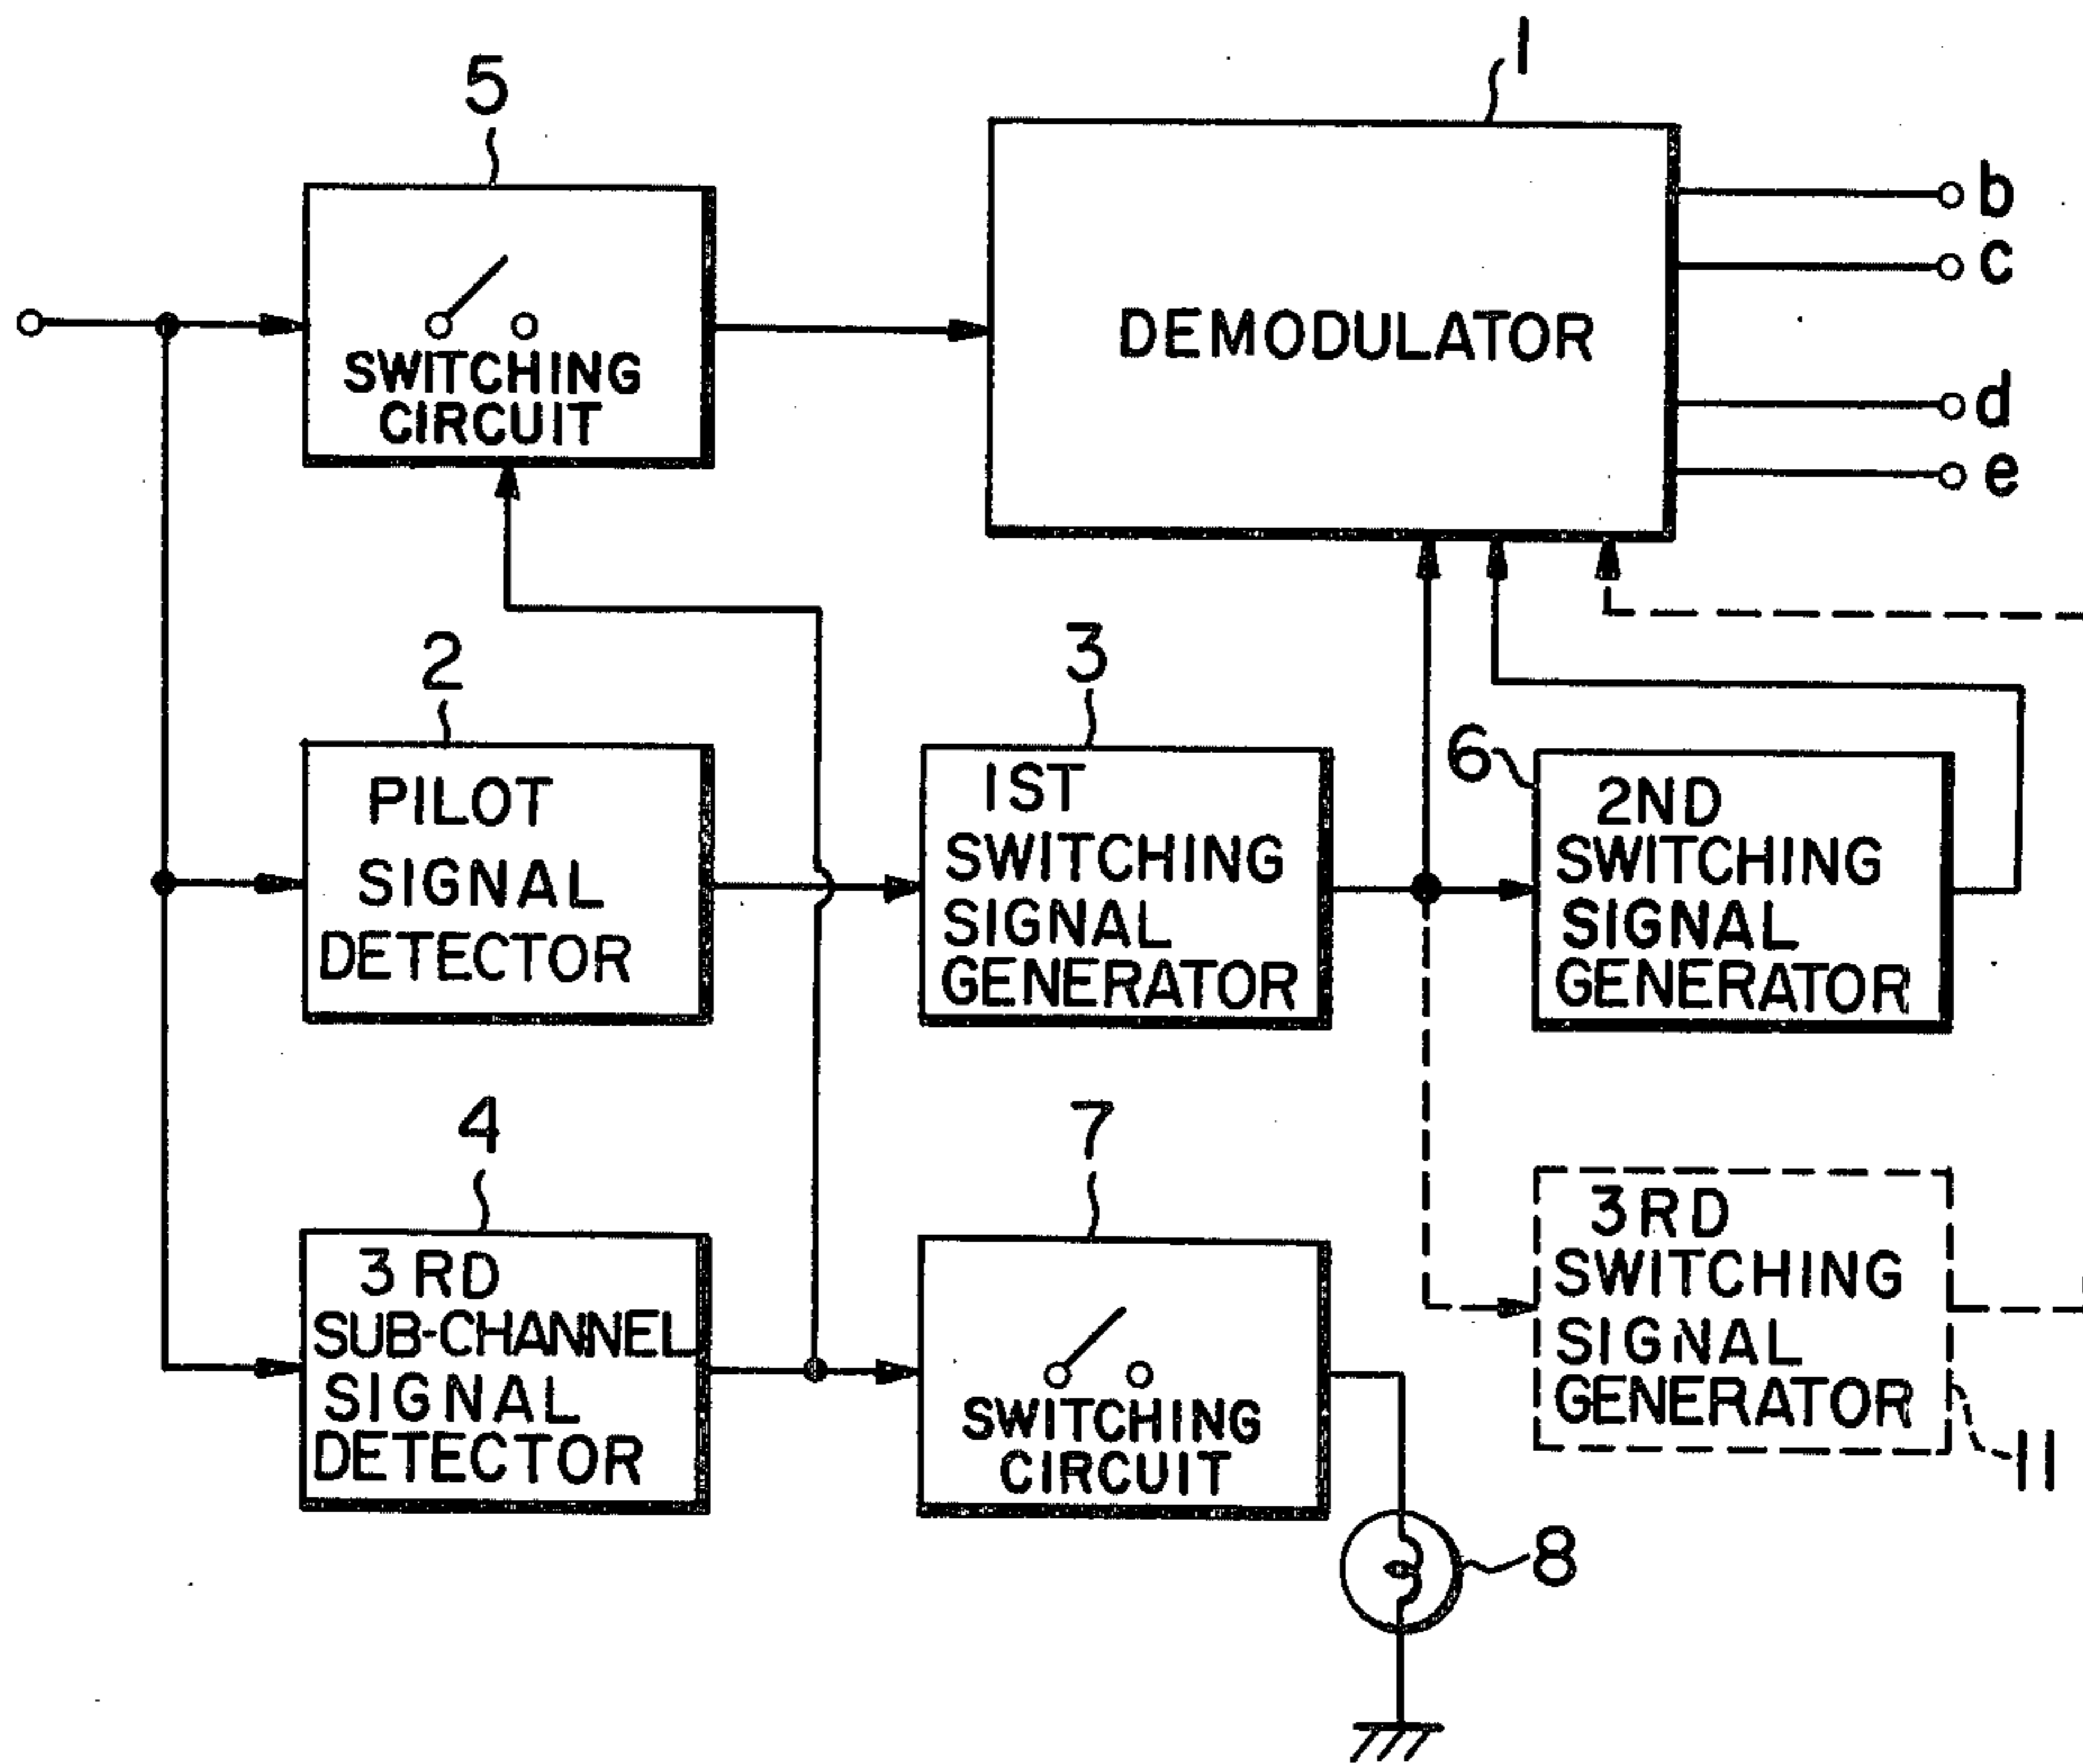 1
5
b
c
SWITCHING
CIRCUIT
DEMODULATOR
d
e
2
3
6
PILOT
SIGNAL
DETECTOR
1ST
SWITCHING
SIGNAL
GENERATOR
2ND
SWITCHING
SIGNAL
GENERATOR
4
7
3RD
SUB-CHANNEL
SIGNAL
DETECTOR
SWITCHING
CIRCUIT
3RD
SWITCHING
SIGNAL
GENERATOR
11
8